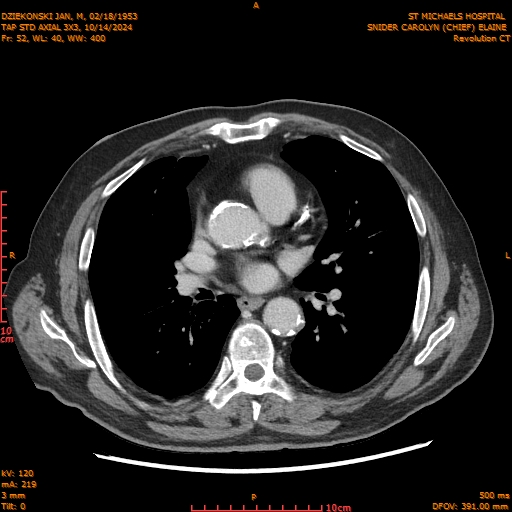 DZIEKONSKI JAN, M, 02/18/1953
TAP STD AXIAL 3X3, 10/14/2024
Fr: 52, WL: 40, WW: 400
A
ST MICHAELS HOSPITAL
SNIDER CAROLYN (CHIEF) ELAINE
Revolution CT
R
L
10
cm
kV: 120
mA: 219
3 mm
Tilt: 0
P
10cm
500 ms
DFOV: 391.00 mm